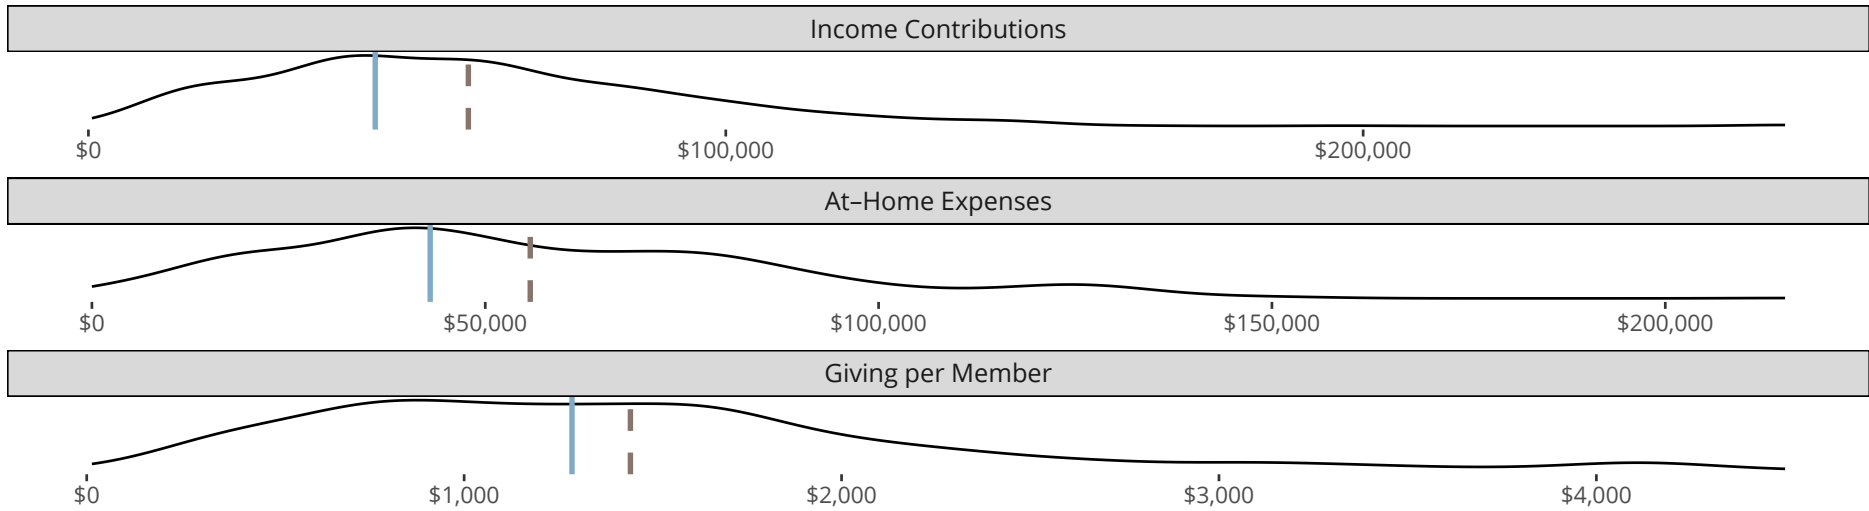 Income Contributions
$0 $100,000 $200,000
At–Home Expenses
$0 $50,000 $100,000 $150,000 $200,000
Giving per Member
$0 $1,000 $2,000 $3,000 $4,000